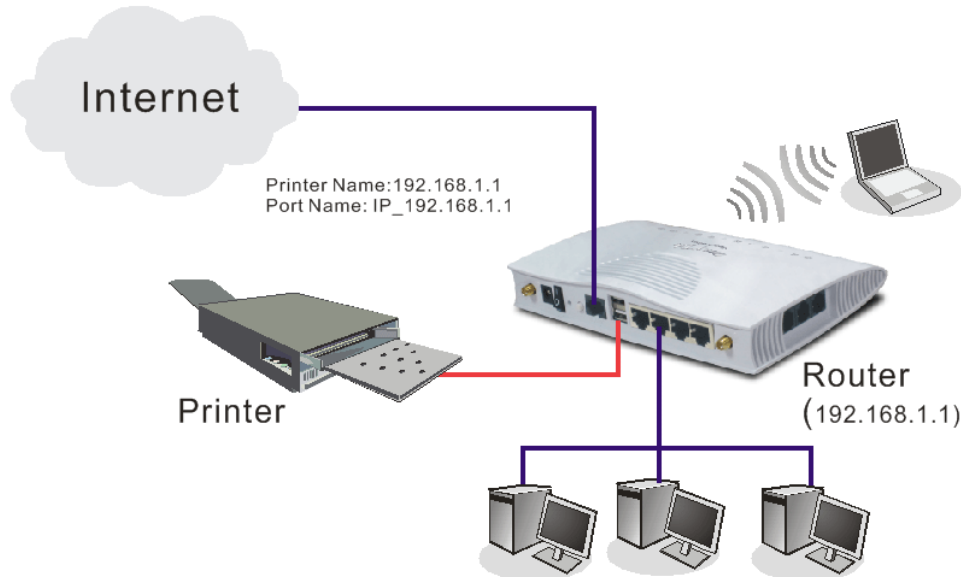 Internet
Printer Name:192.168.1.1
Port Name: IP_192.168.1.1
Printer
Router
(192.168.1.1)